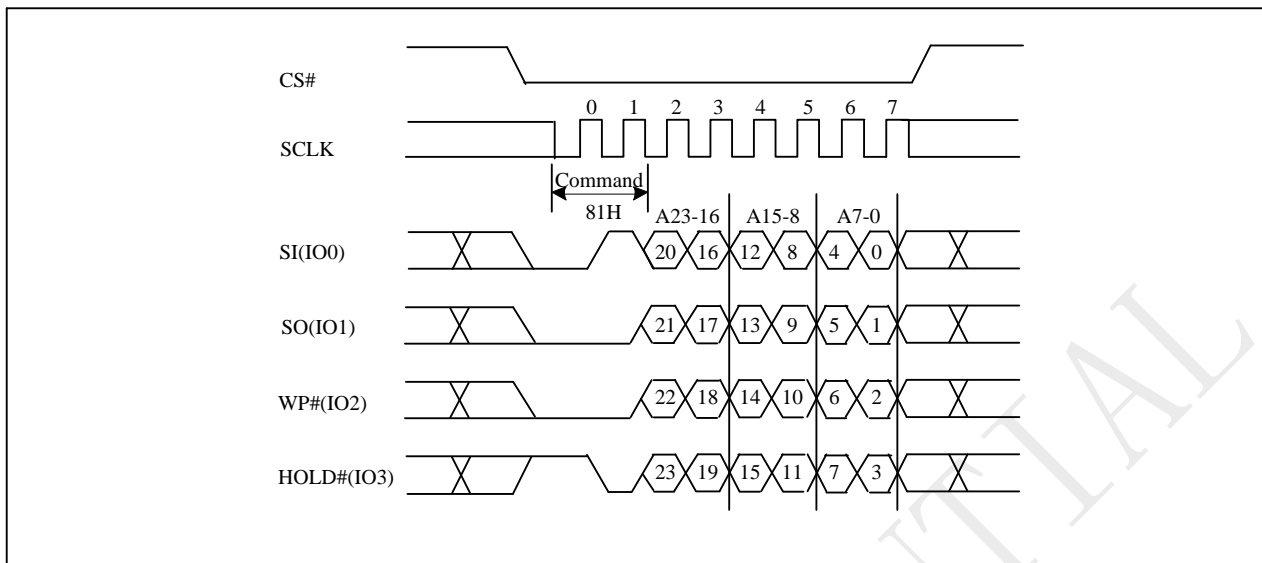 CS#
0 1 2 3 4 5 6 7
SCLK
Command
81H
A23-16 A15-8 A7-0
SI(IO0) 20 16 12 8 4 0
SO(IO1) 21 17 13 9 5 1
WP#(IO2) 22 18 14 10 6 2
HOLD#(IO3) 23 19 15 11 7 3
NTIAL